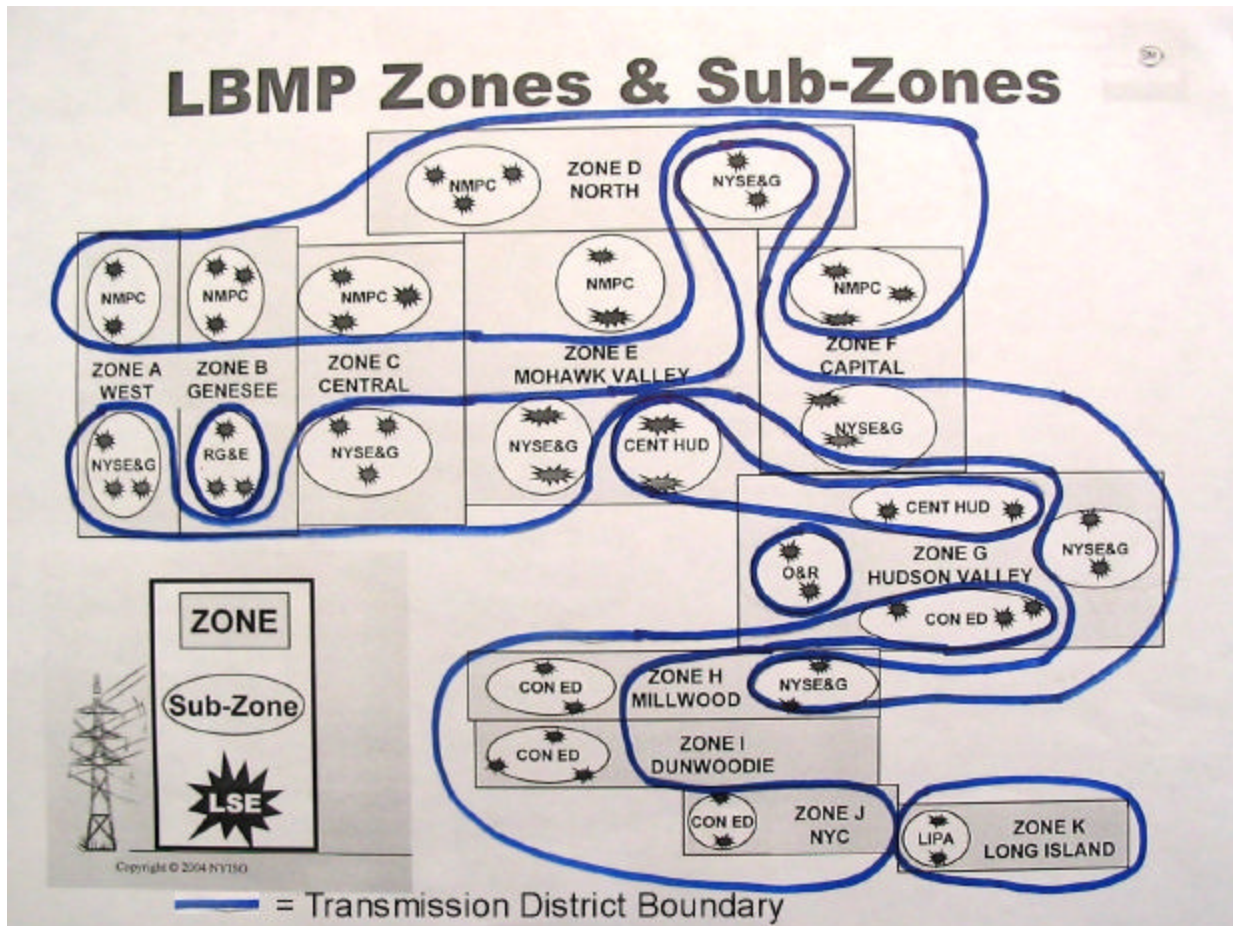 LBMP Zones & Sub-Zones
NMPC
ZONE D
NORTH
NYSE&G
NMPC
NMPC
NMPC
NMPC
NMPC
ZONE A
WEST
ZONE B
GENESEE
ZONE C
CENTRAL
ZONE E
MOHAWK VALLEY
ZONE F
CAPITAL
NYSE&G
RG&E
NYSE&G
NYSE&G
CENT HUD
NYSE&G
CENT HUD
NYSE&G
O&R
ZONE G
HUDSON VALLEY
CON ED
ZONE
Sub-Zone
LSE
Copyright © 2004 NYISO
CON ED
ZONE H
MILLWOOD
NYSE&G
CON ED
ZONE I
DUNWOODIE
CON ED
ZONE J
NYC
LIPA
ZONE K
LONG ISLAND
= Transmission District Boundary